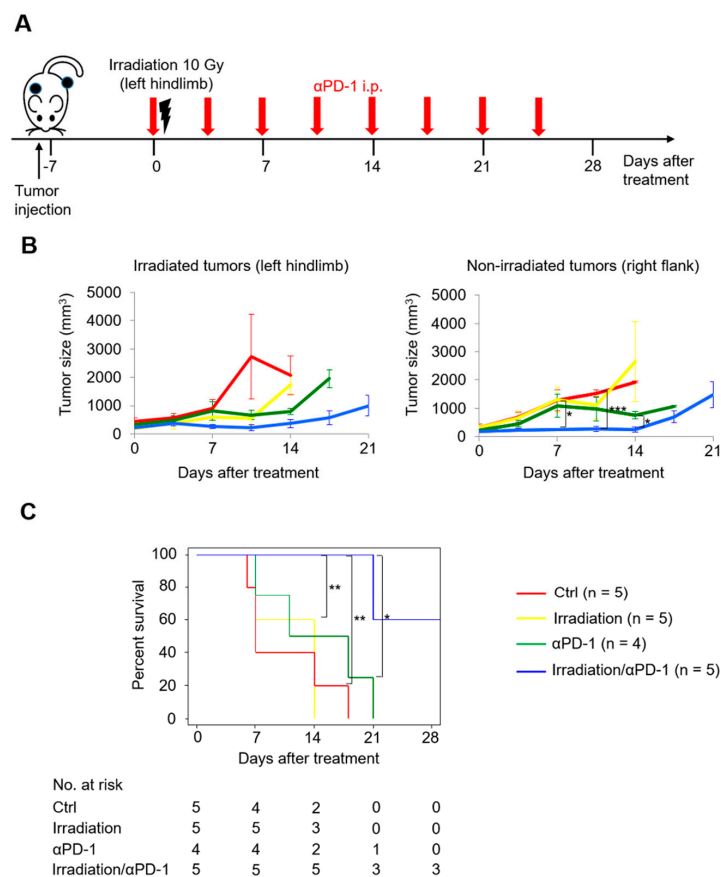 A
Irradiation 10 Gy
(left hindlimb)
αPD-1 i.p.
-7 0 7 14 21 28
Days after
treatment
Tumor
injection
B
Irradiated tumors (left hindlimb)
Non-irradiated tumors (right flank)
Tumor size (mm³)
5000
4000
3000
2000
1000
0
0 7 14 21
Days after treatment
Tumor size (mm³)
5000
4000
3000
2000
1000
0
*
***
*
0 7 14 21
Days after treatment
C
Percent survival
100
80
60
40
20
0
**
**
*
0 7 14 21 28
Days after treatment
Ctrl (n = 5)
Irradiation (n = 5)
αPD-1 (n = 4)
Irradiation/αPD-1 (n = 5)
No. at risk
Ctrl 5 4 2 0 0
Irradiation 5 5 3 0 0
αPD-1 4 4 2 1 0
Irradiation/αPD-1 5 5 5 3 3